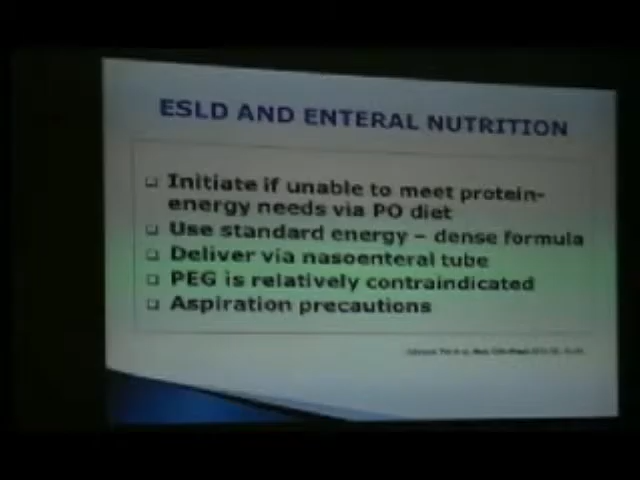 ESLD AND ENTERAL NUTRITION
Initiate if unable to meet protein-
energy needs via PO diet
Use standard energy – dense formula
Deliver via nasoenteral tube
PEG is relatively contraindicated
Aspiration precautions